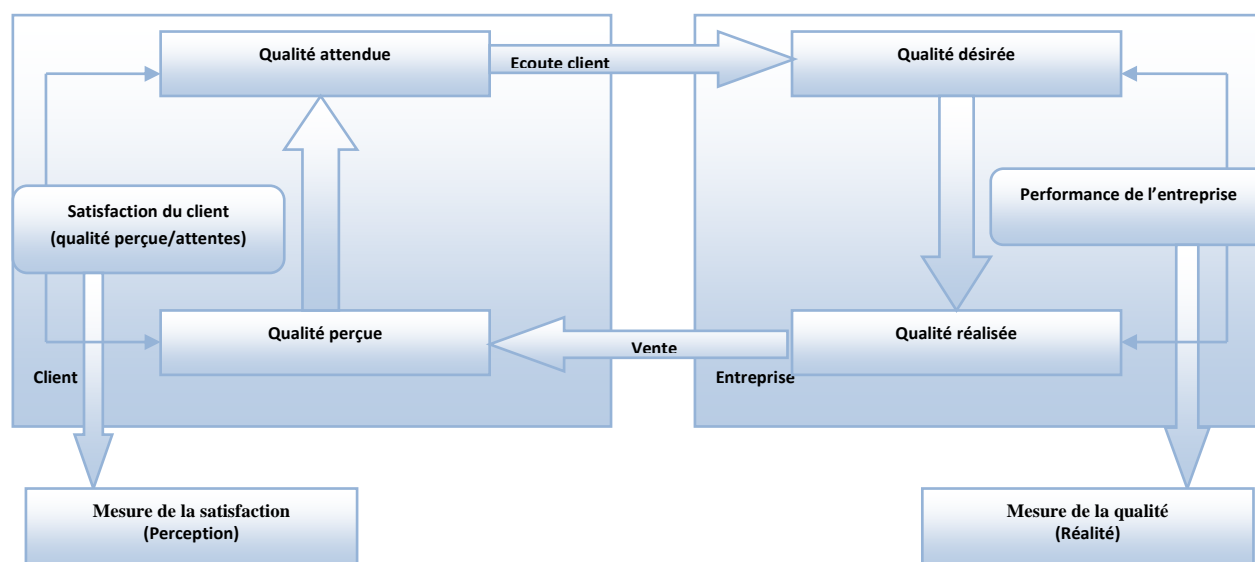 Qualité attendue
Ecoute client
Qualité désirée
Satisfaction du client
(qualité perçue/attentes)
Performance de l’entreprise
Qualité perçue
Vente
Qualité réalisée
Client
Entreprise
Mesure de la satisfaction
(Perception)
Mesure de la qualité
(Réalité)